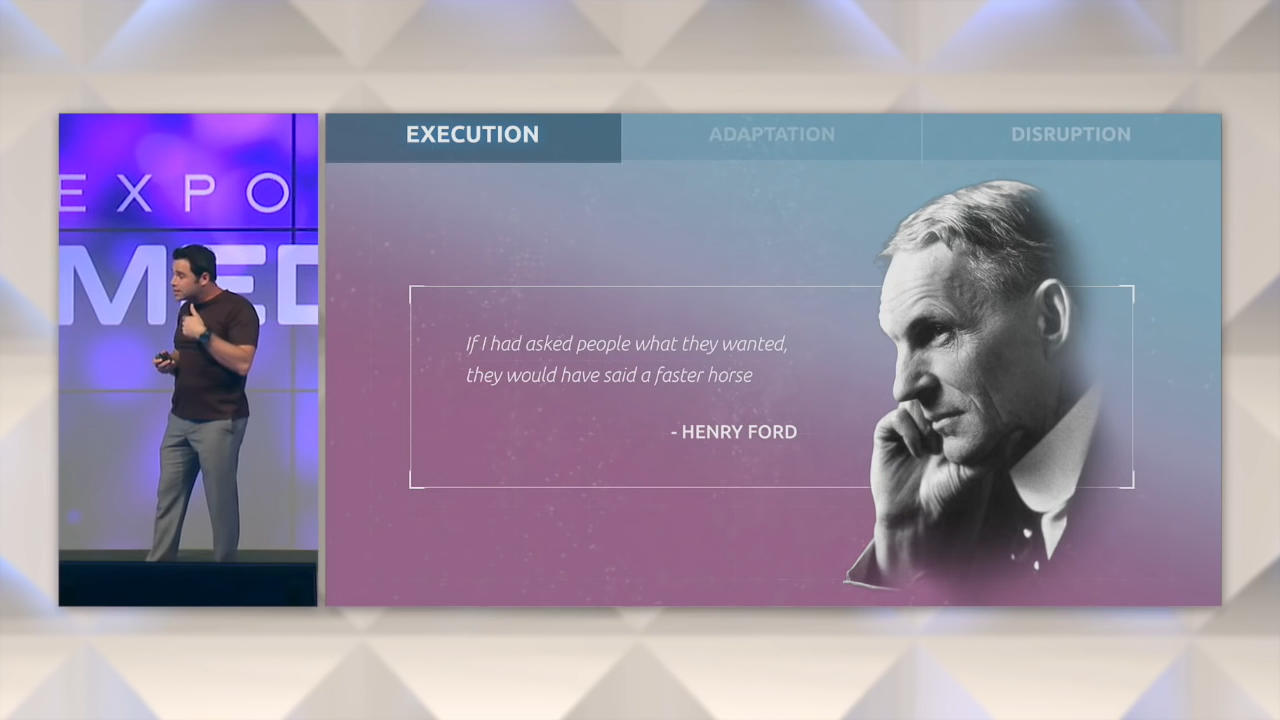 EXPO
MED
EXECUTION
ADAPTATION
DISRUPTION
If I had asked people what they wanted,
they would have said a faster horse
- HENRY FORD